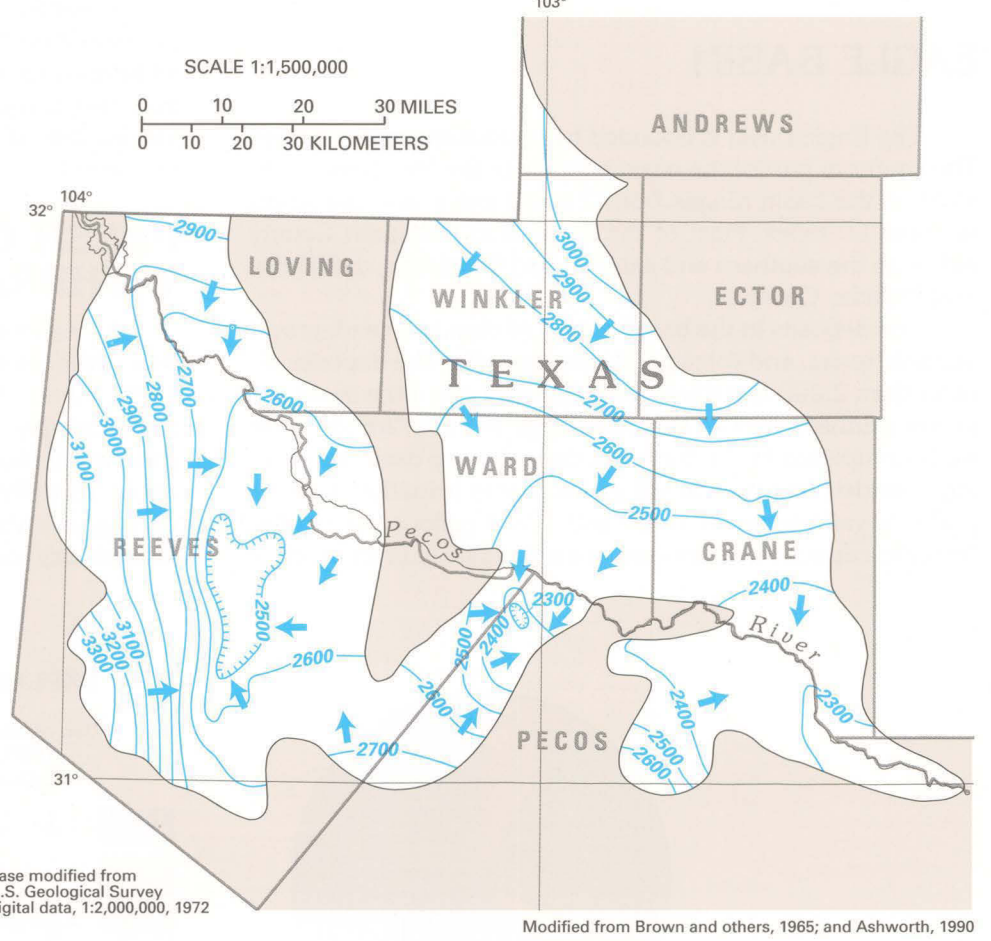 103°
SCALE 1:1,500,000
0 10 20 30 MILES
0 10 20 30 KILOMETERS
ANDREWS
104°
32°
2900
3000
LOVING
2900
WINKLER
ECTOR
2800
TEXAS
2700
2800
2600
2700
2900
3000
2600
3100
WARD
2500
Pecos
REEVES
CRANE
2400
2300
2500
River
2400
3100
2500
3200
3300
2600
2600
2400
2300
PECOS
2500
2700
2600
31°
ase modified from
.S. Geological Survey
igital data, 1:2,000,000, 1972
Modified from Brown and others, 1965; and Ashworth, 1990